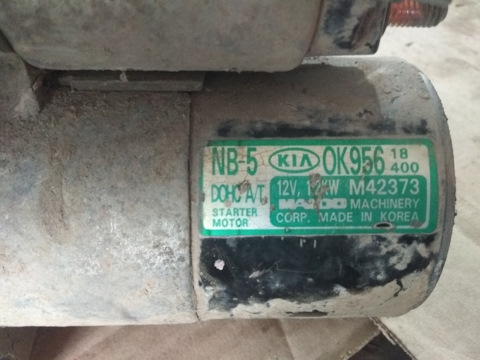 NB-5 KIA 0K956 18 400
DOHC A/T 12V, 1.2KW M42373
STARTER MANDO MACHINERY
MOTOR CORP. MADE IN KOREA